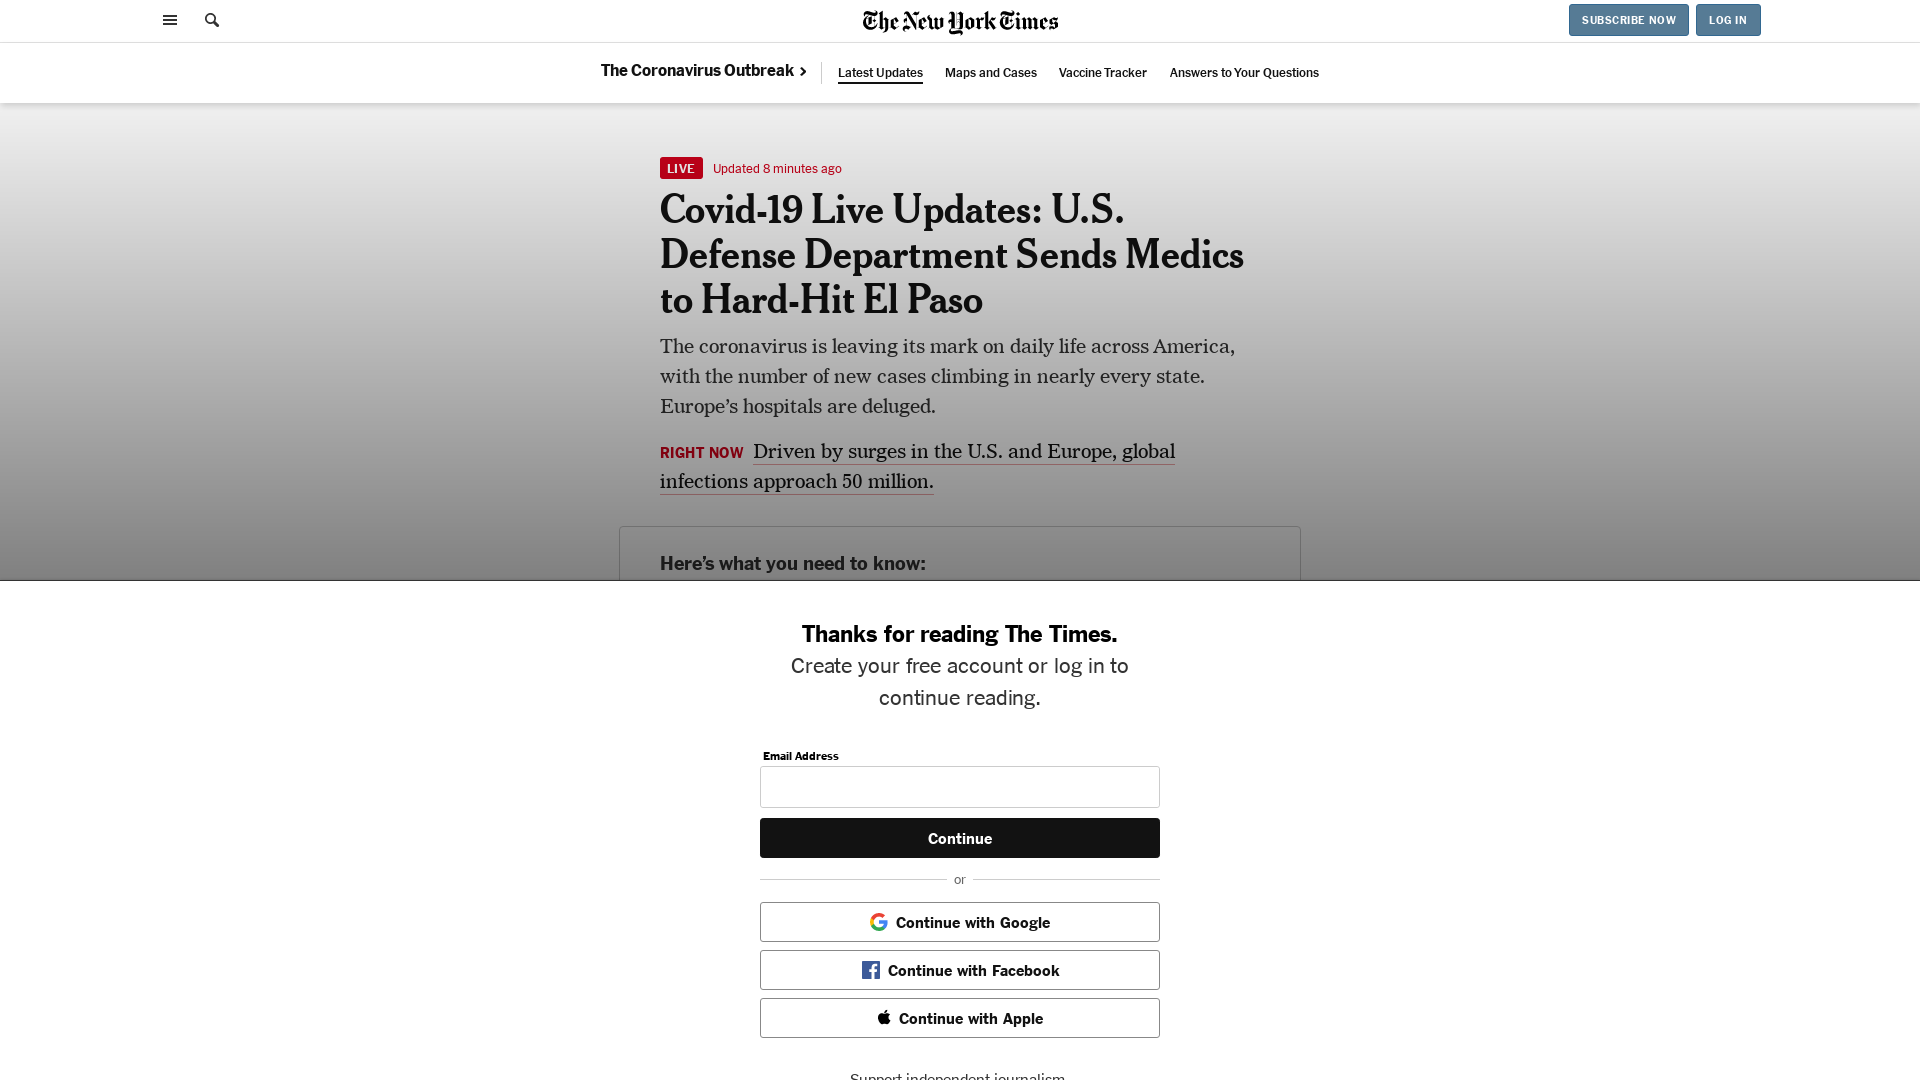 The New York Times
SUBSCRIBE NOW
LOG IN
The Coronavirus Outbreak
Latest Updates
Maps and Cases
Vaccine Tracker
Answers to Your Questions
LIVE Updated 8 minutes ago
Covid-19 Live Updates: U.S.
Defense Department Sends Medics
to Hard-Hit El Paso
The coronavirus is leaving its mark on daily life across America,
with the number of new cases climbing in nearly every state.
Europe’s hospitals are deluged.
RIGHT NOW Driven by surges in the U.S. and Europe, global
infections approach 50 million.
Here’s what you need to know:
Thanks for reading The Times.
Create your free account or log in to
continue reading.
Email Address
Continue
or
Continue with Google
Continue with Facebook
Continue with Apple
Support independent journalism